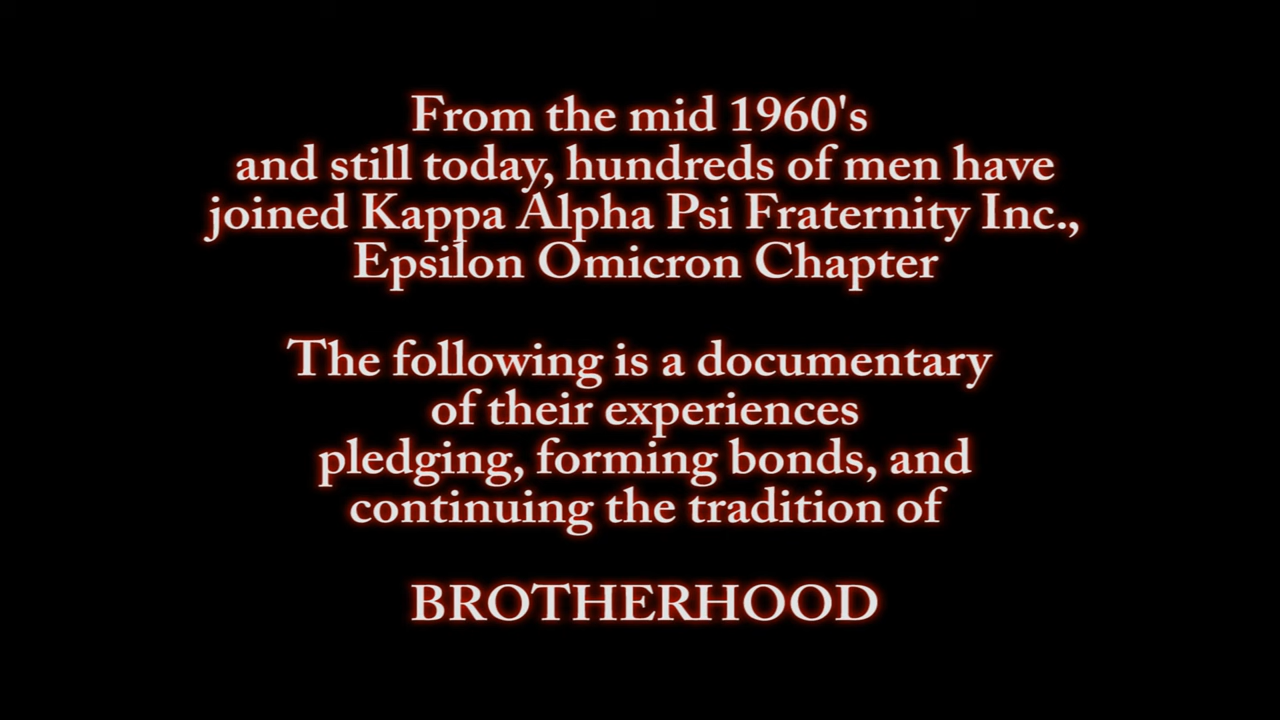 From the mid 1960's
and still today, hundreds of men have
joined Kappa Alpha Psi Fraternity Inc.,
Epsilon Omicron Chapter
The following is a documentary
of their experiences
pledging, forming bonds, and
continuing the tradition of
BROTHERHOOD